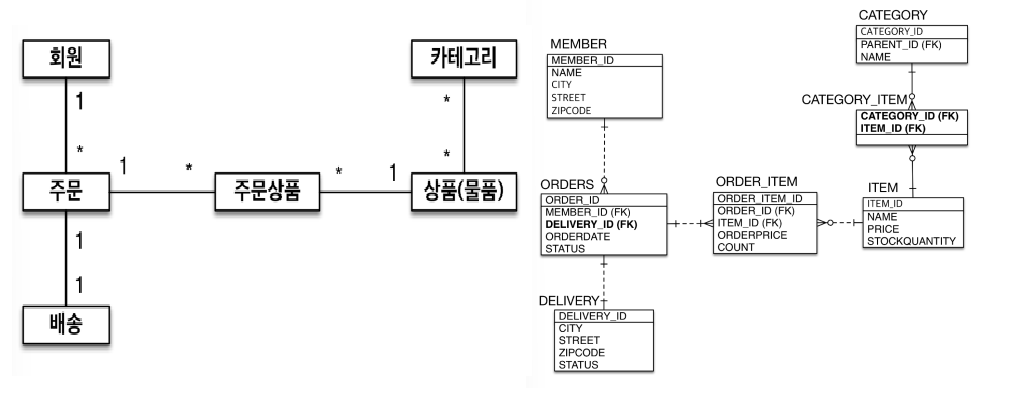 회원
카테고리
1
*
*
*
주문
1
*
주문상품
*
1
상품(물품)
1
1
배송
MEMBER
MEMBER_ID
NAME
CITY
STREET
ZIPCODE
CATEGORY
CATEGORY_ID
PARENT_ID (FK)
NAME
CATEGORY_ITEM
CATEGORY_ID (FK)
ITEM_ID (FK)
ORDERS
ORDER_ID
MEMBER_ID (FK)
DELIVERY_ID (FK)
ORDERDATE
STATUS
ORDER_ITEM
ORDER_ITEM_ID
ORDER_ID (FK)
ITEM_ID (FK)
ORDERPRICE
COUNT
ITEM
ITEM_ID
NAME
PRICE
STOCKQUANTITY
DELIVERY
DELIVERY_ID
CITY
STREET
ZIPCODE
STATUS